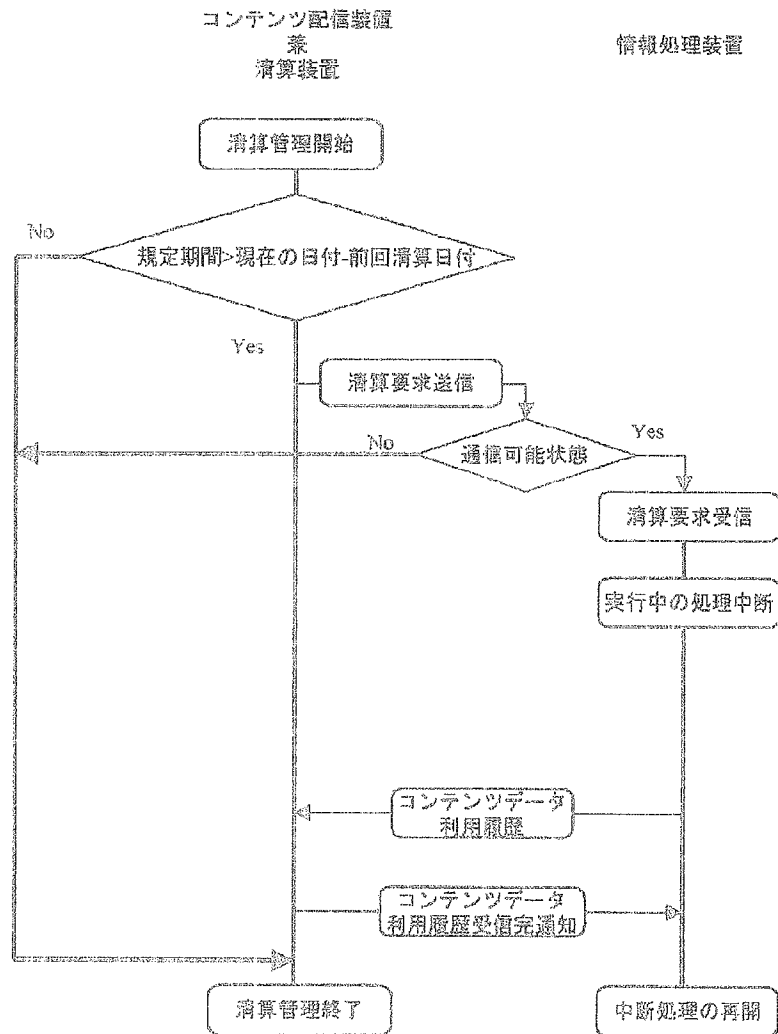 コンテンツ配信装置
兼
清算装置
情報処理装置
清算管理開始
No
規定期間>現在の日付-前回清算日付
Yes
清算要求送信
No
通信可能状態
Yes
清算要求受信
実行中の処理中断
コンテンツデータ
利用履歴
コンテンツデータ
利用履歴受信完通知
清算管理終了
中断処理の再開